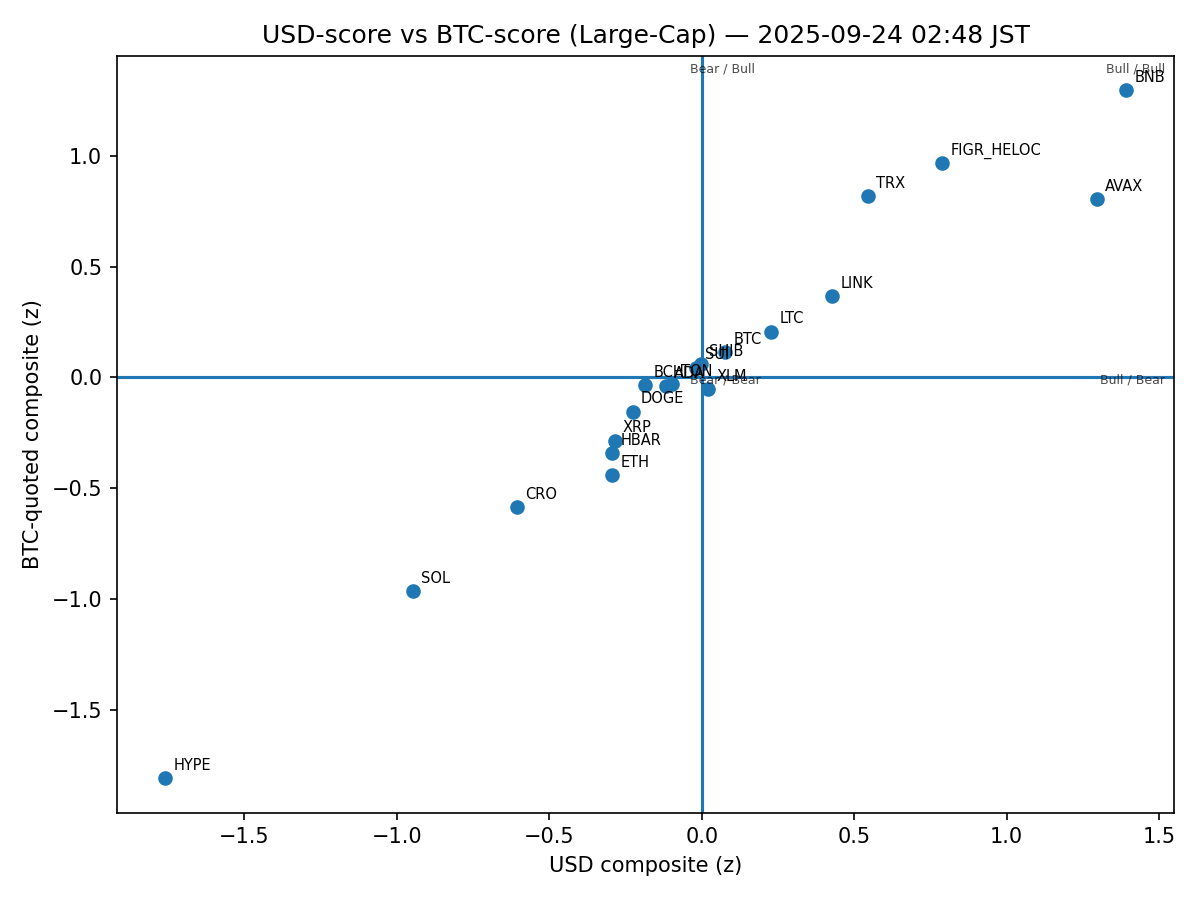 USD-score vs BTC-score (Large-Cap) — 2025-09-24 02:48 JST
Bear / Bull
Bull / Bull
BNB
FIGR_HELOC
TRX
AVAX
LINK
LTC
BTC
SHIB
SUI
TON
ADA
BCH
XLM
Bear / Bear
Bull / Bear
DOGE
XRP
HBAR
ETH
CRO
SOL
HYPE
1.0
0.5
0.0
−0.5
−1.0
−1.5
BTC-quoted composite (z)
−1.5
−1.0
−0.5
0.0
0.5
1.0
1.5
USD composite (z)